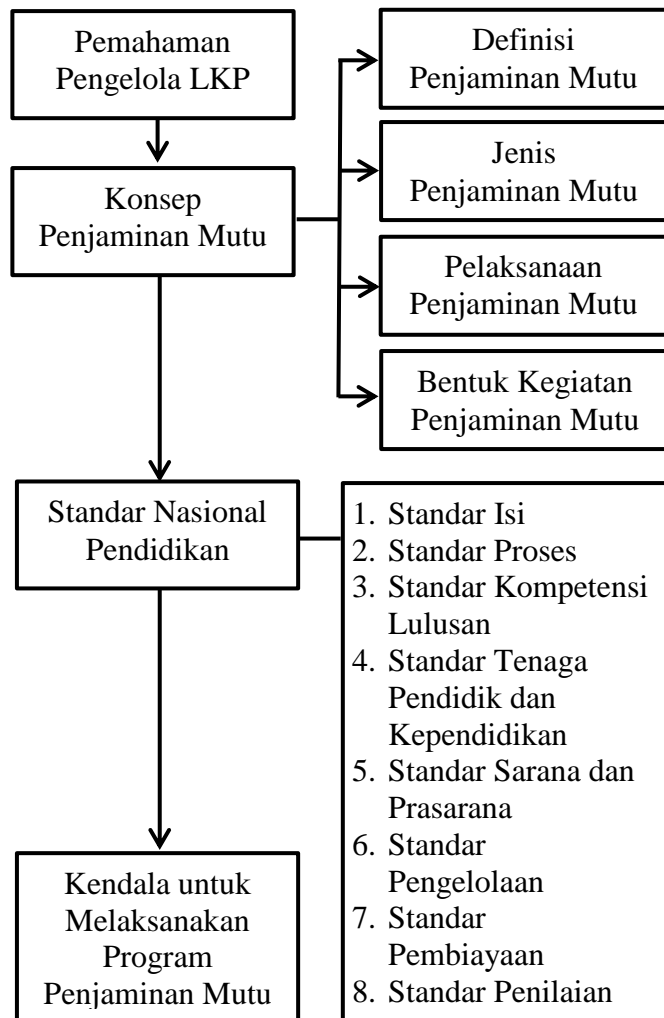 Pemahaman
Pengelola LKP
Konsep
Penjaminan Mutu
Definisi
Penjaminan Mutu
Jenis
Penjaminan Mutu
Pelaksanaan
Penjaminan Mutu
Bentuk Kegiatan
Penjaminan Mutu
Standar Nasional
Pendidikan
1. Standar Isi
2. Standar Proses
3. Standar Kompetensi
Lulusan
4. Standar Tenaga
Pendidik dan
Kependidikan
5. Standar Sarana dan
Prasarana
6. Standar
Pengelolaan
7. Standar
Pembiayaan
8. Standar Penilaian
Kendala untuk
Melaksanakan
Program
Penjaminan Mutu